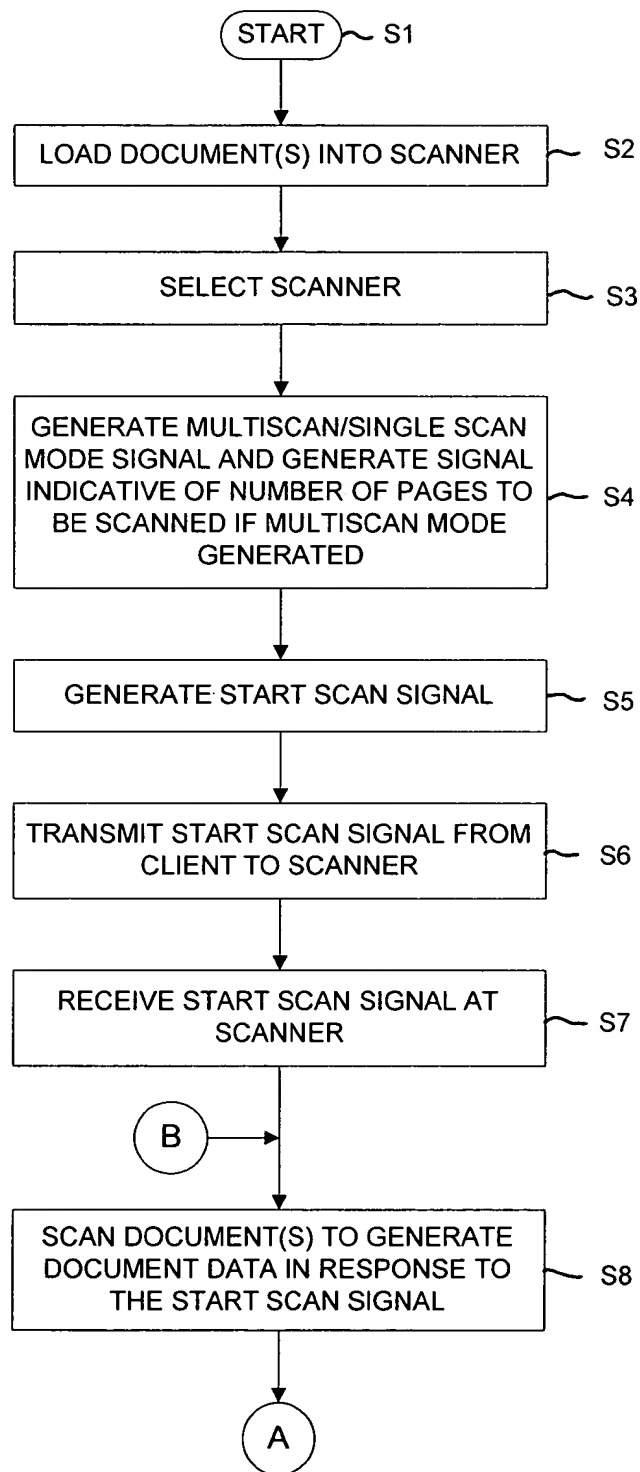 START
S1
LOAD DOCUMENT(S) INTO SCANNER
S2
SELECT SCANNER
S3
GENERATE MULTISCAN/SINGLE SCAN
MODE SIGNAL AND GENERATE SIGNAL
INDICATIVE OF NUMBER OF PAGES TO
BE SCANNED IF MULTISCAN MODE
GENERATED
S4
GENERATE START SCAN SIGNAL
S5
TRANSMIT START SCAN SIGNAL FROM
CLIENT TO SCANNER
S6
RECEIVE START SCAN SIGNAL AT
SCANNER
S7
B
SCAN DOCUMENT(S) TO GENERATE
DOCUMENT DATA IN RESPONSE TO
THE START SCAN SIGNAL
S8
A